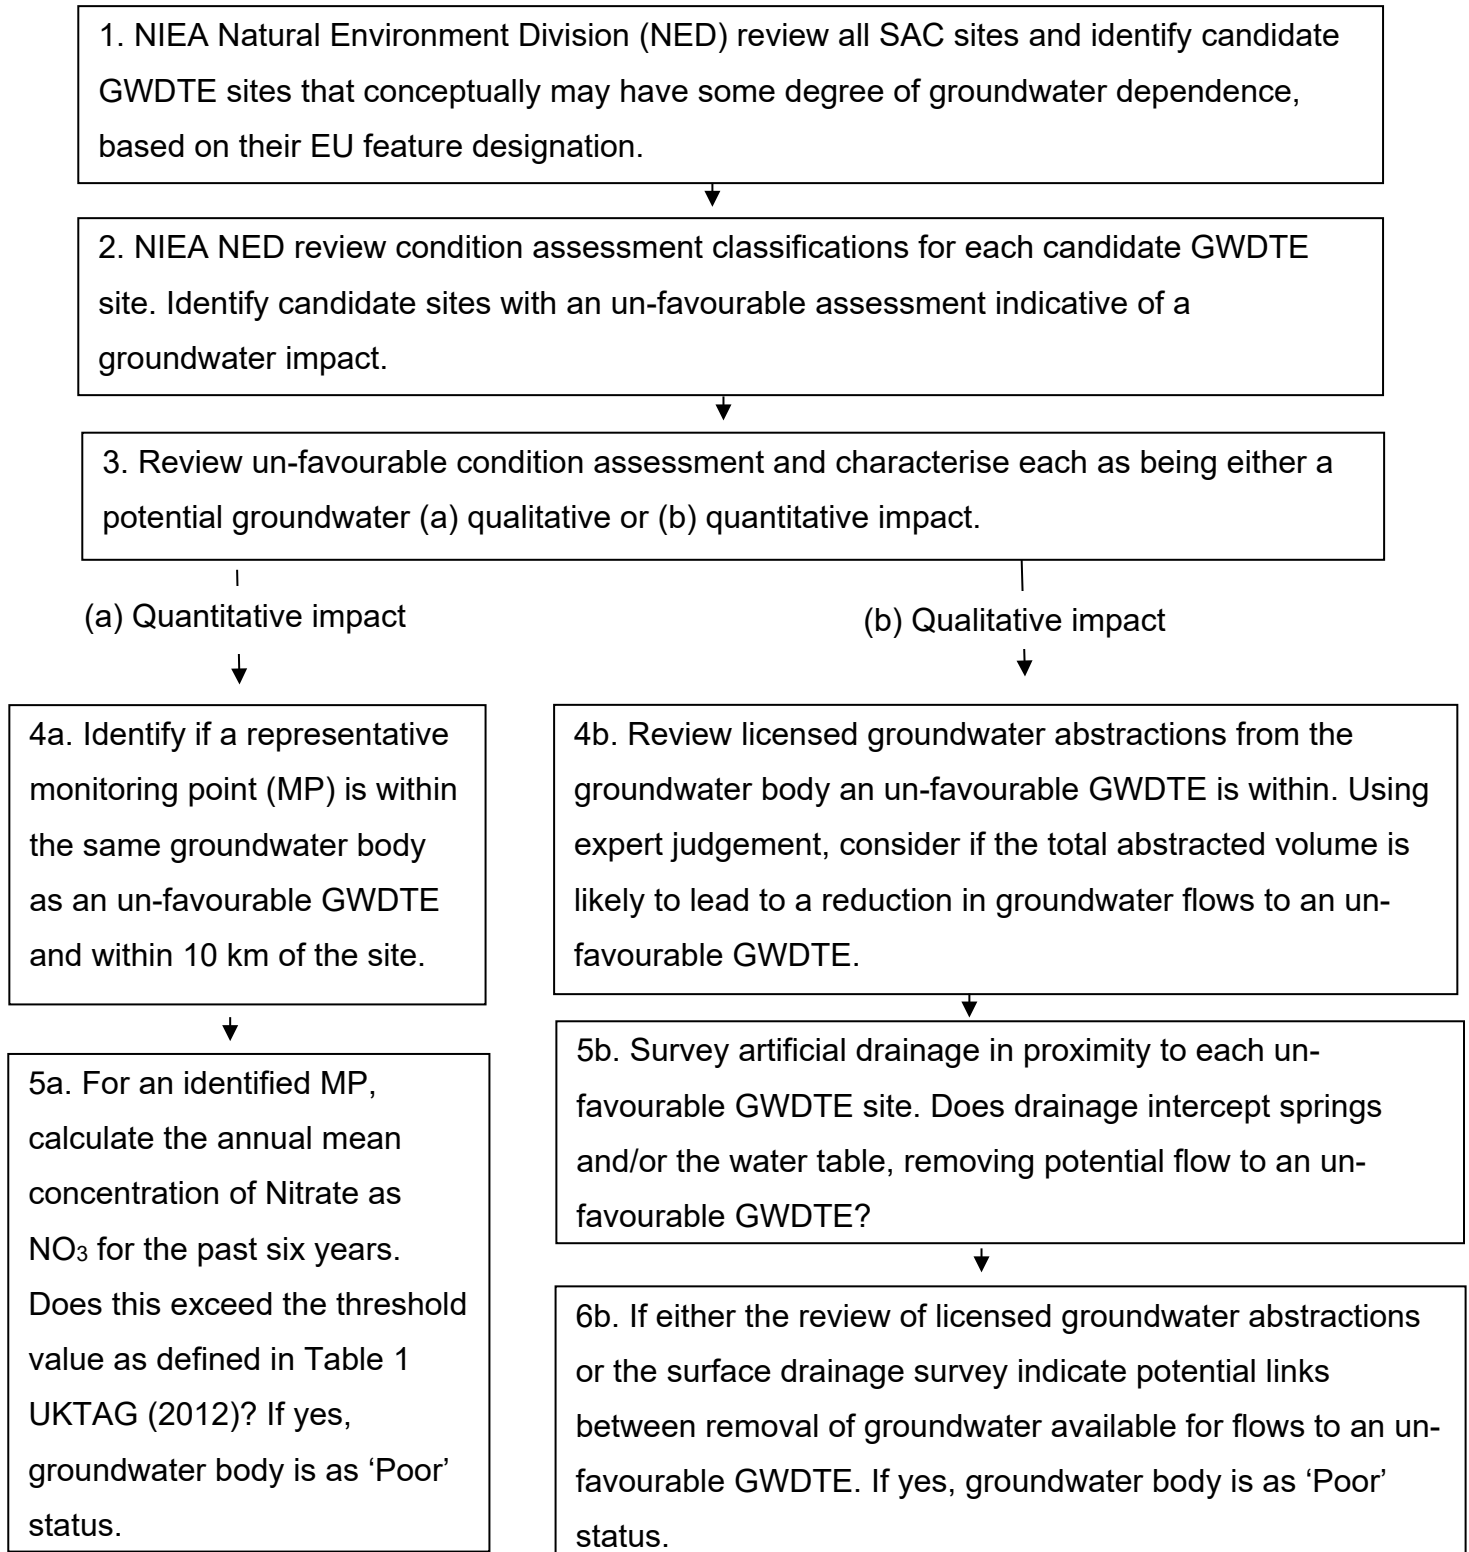 1. NIEA Natural Environment Division (NED) review all SAC sites and identify candidate
GWDTE sites that conceptually may have some degree of groundwater dependence,
based on their EU feature designation.
2. NIEA NED review condition assessment classifications for each candidate GWDTE
site. Identify candidate sites with an un-favourable assessment indicative of a
groundwater impact.
3. Review un-favourable condition assessment and characterise each as being either a
potential groundwater (a) qualitative or (b) quantitative impact.
(a) Quantitative impact
(b) Qualitative impact
4a. Identify if a representative
monitoring point (MP) is within
the same groundwater body
as an un-favourable GWDTE
and within 10 km of the site.
5a. For an identified MP,
calculate the annual mean
concentration of Nitrate as
NO₃ for the past six years.
Does this exceed the threshold
value as defined in Table 1
UKTAG (2012)? If yes,
groundwater body is as ‘Poor’
status.
4b. Review licensed groundwater abstractions from the
groundwater body an un-favourable GWDTE is within. Using
expert judgement, consider if the total abstracted volume is
likely to lead to a reduction in groundwater flows to an un-
favourable GWDTE.
5b. Survey artificial drainage in proximity to each un-
favourable GWDTE site. Does drainage intercept springs
and/or the water table, removing potential flow to an un-
favourable GWDTE?
6b. If either the review of licensed groundwater abstractions
or the surface drainage survey indicate potential links
between removal of groundwater available for flows to an un-
favourable GWDTE. If yes, groundwater body is as ‘Poor’
status.